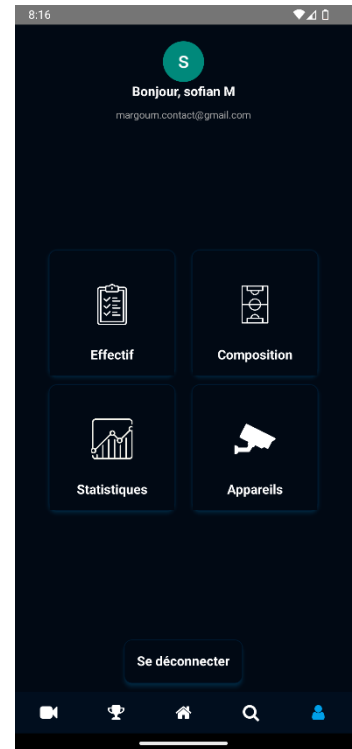 8:16
S
Bonjour, sofian M
margoum.contact@gmail.com
Effectif
Composition
Statistiques
Appareils
Se déconnecter